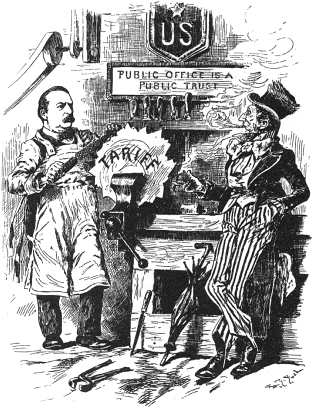 US
PUBLIC OFFICE IS A
PUBLIC TRUST
TARIFF